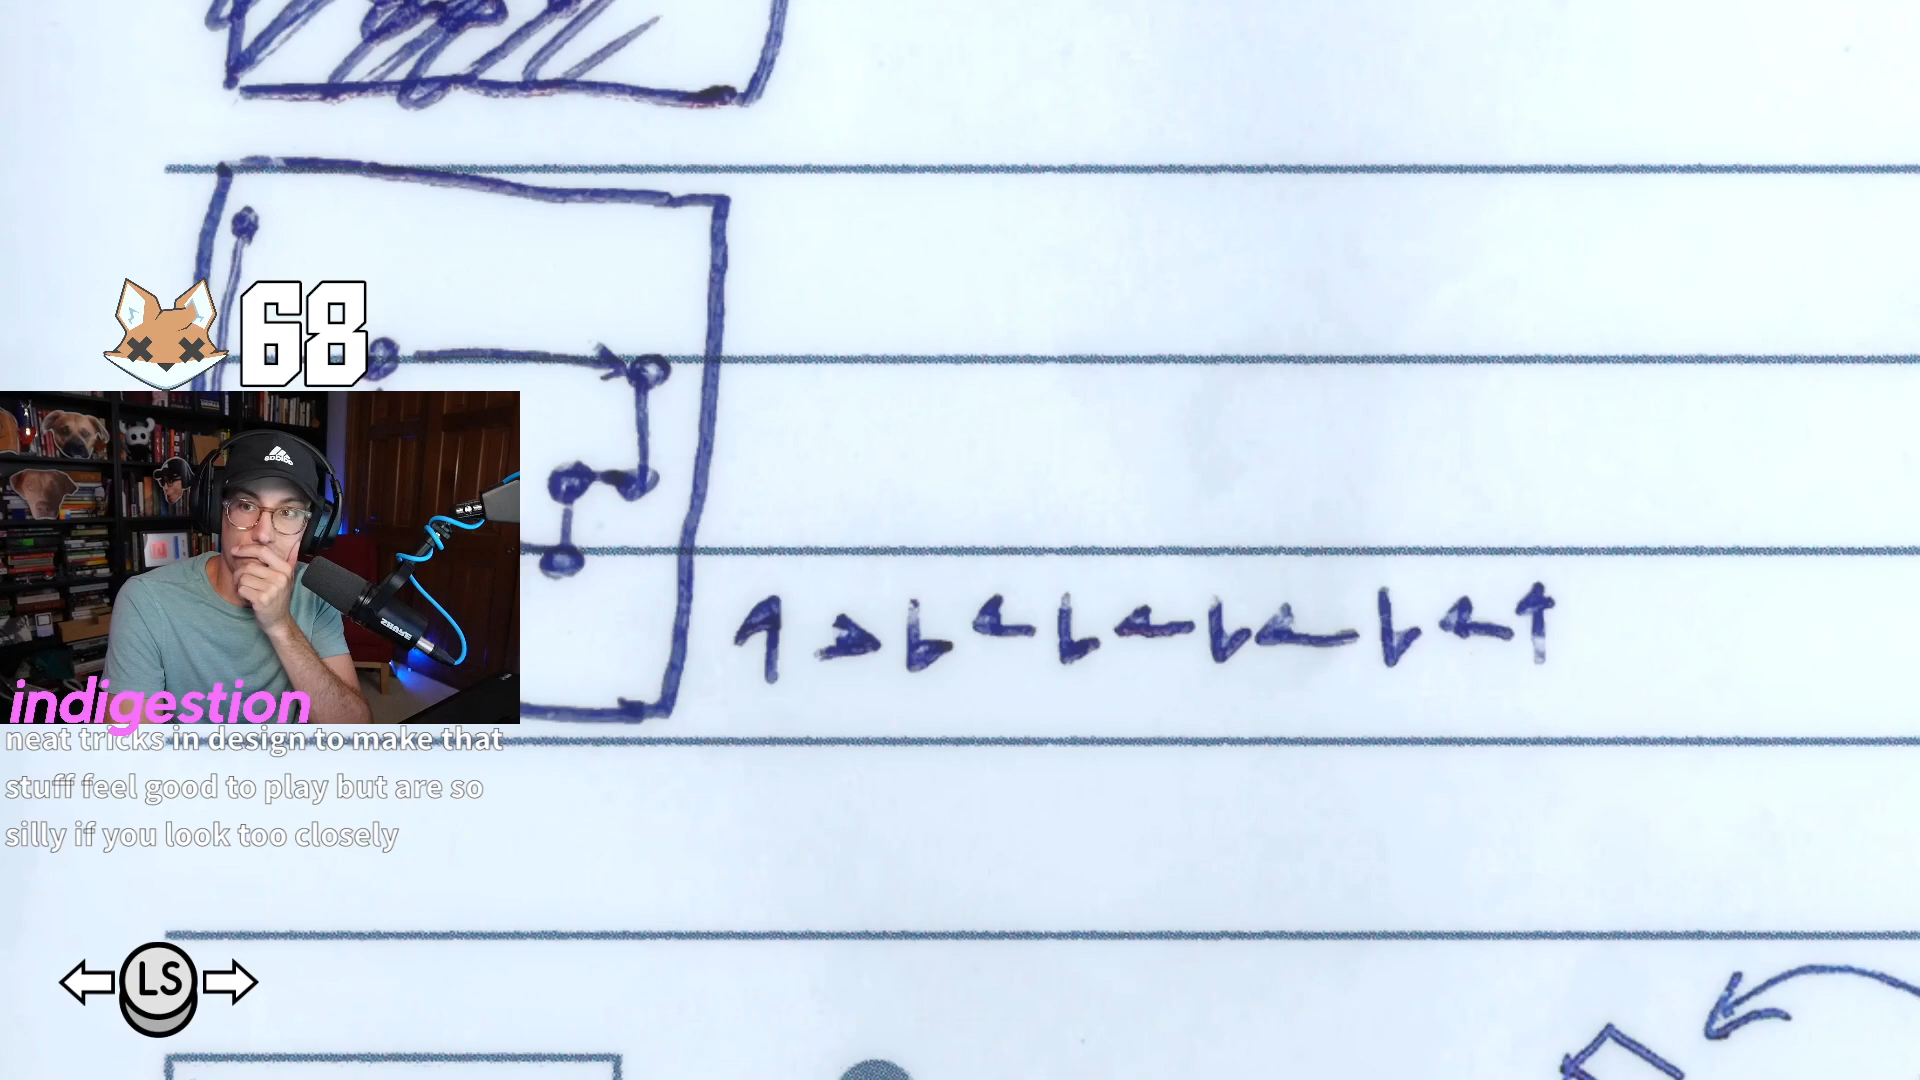 68
indigestion
neat tricks in design to make that
stuff feel good to play but are so
silly if you look too closely
LS